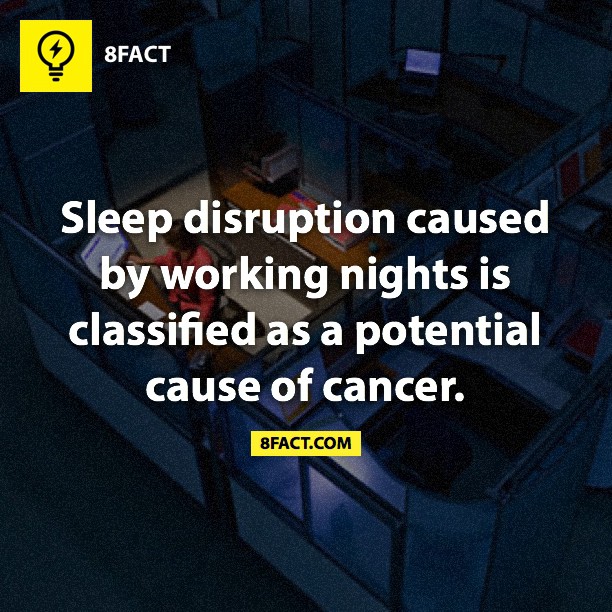 8FACT
Sleep disruption caused
by working nights is
classified as a potential
cause of cancer.
8FACT.COM